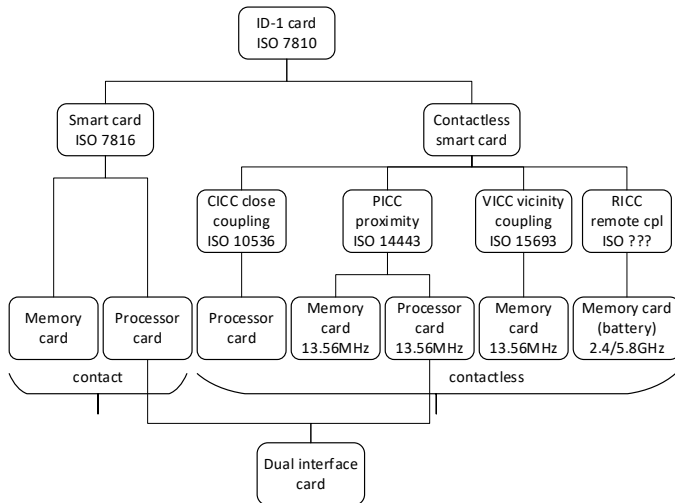 ID-1 card
ISO 7810
Smart card
ISO 7816
Contactless
smart card
CICC close
coupling
ISO 10536
PICC
proximity
ISO 14443
VICC vicinity
coupling
ISO 15693
RICC
remote cpl
ISO ???
Memory
card
Processor
card
Processor
card
Memory
card
13.56MHz
Processor
card
13.56MHz
Memory
card
13.56MHz
Memory card
(battery)
2.4/5.8GHz
contact
contactless
Dual interface
card